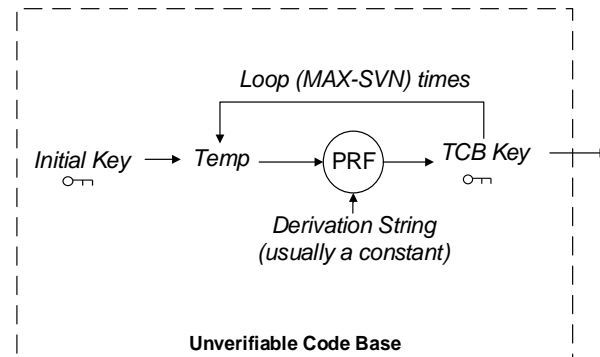 Loop (MAX-SVN) times
Initial Key
Temp
PRF
TCB Key
Derivation String
(usually a constant)
Unverifiable Code Base